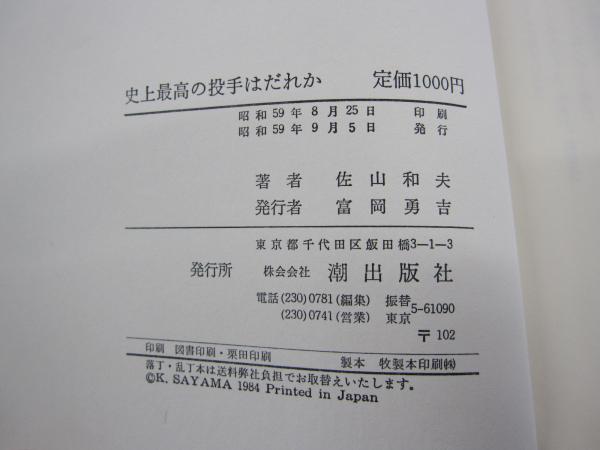 史上最高の投手はだれか 定価1000円
昭和59年8月25日 印刷
昭和59年9月5日 発行
著者 佐山和夫
発行者 富岡勇吉
東京都千代田区飯田橋3―1―3
発行所 株会会社 潮出版社
電話(230)0781(編集) 振替
(230)0741(営業) 東京 5-61090
〒102
印刷 図書印刷・栗田印刷 製本 牧製本印刷㈱
落丁・乱丁本は送料弊社負担でお取替えいたします。
©K. SAYAMA 1984 Printed in Japan